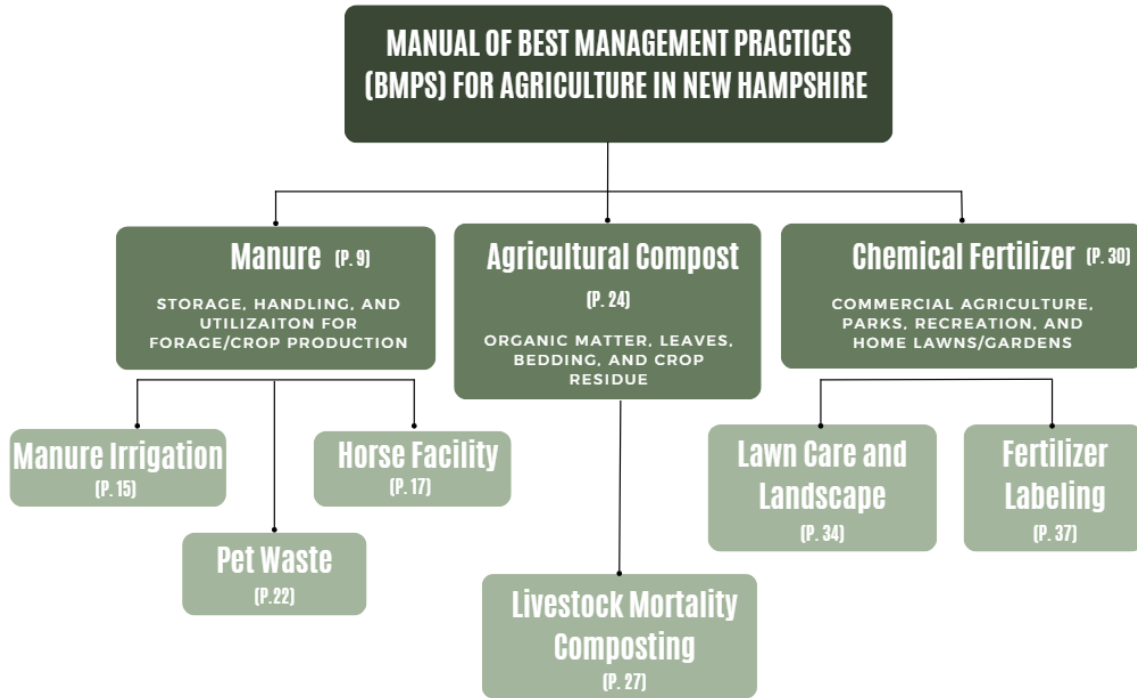 MANUAL OF BEST MANAGEMENT PRACTICES
(BMPS) FOR AGRICULTURE IN NEW HAMPSHIRE
Manure (P. 9)
STORAGE, HANDLING, AND
UTILIZAITON FOR
FORAGE/CROP PRODUCTION
Agricultural Compost
(P. 24)
ORGANIC MATTER, LEAVES,
BEDDING, AND CROP
RESIDUE
Chemical Fertilizer (P. 30)
COMMERCIAL AGRICULTURE,
PARKS, RECREATION, AND
HOME LAWNS/GARDENS
Manure Irrigation
(P. 15)
Horse Facility
(P. 17)
Pet Waste
(P.22)
Livestock Mortality
Composting
(P. 27)
Lawn Care and
Landscape
(P. 34)
Fertilizer
Labeling
(P. 37)